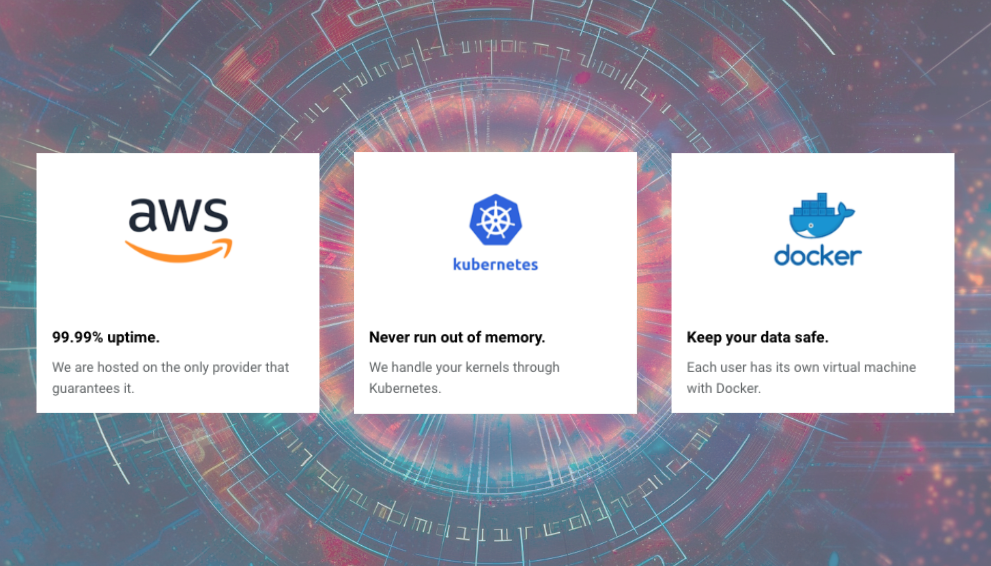 aws
99.99% uptime.
We are hosted on the only provider that
guarantees it.
kubernetes
Never run out of memory.
We handle your kernels through
Kubernetes.
docker
Keep your data safe.
Each user has its own virtual machine
with Docker.